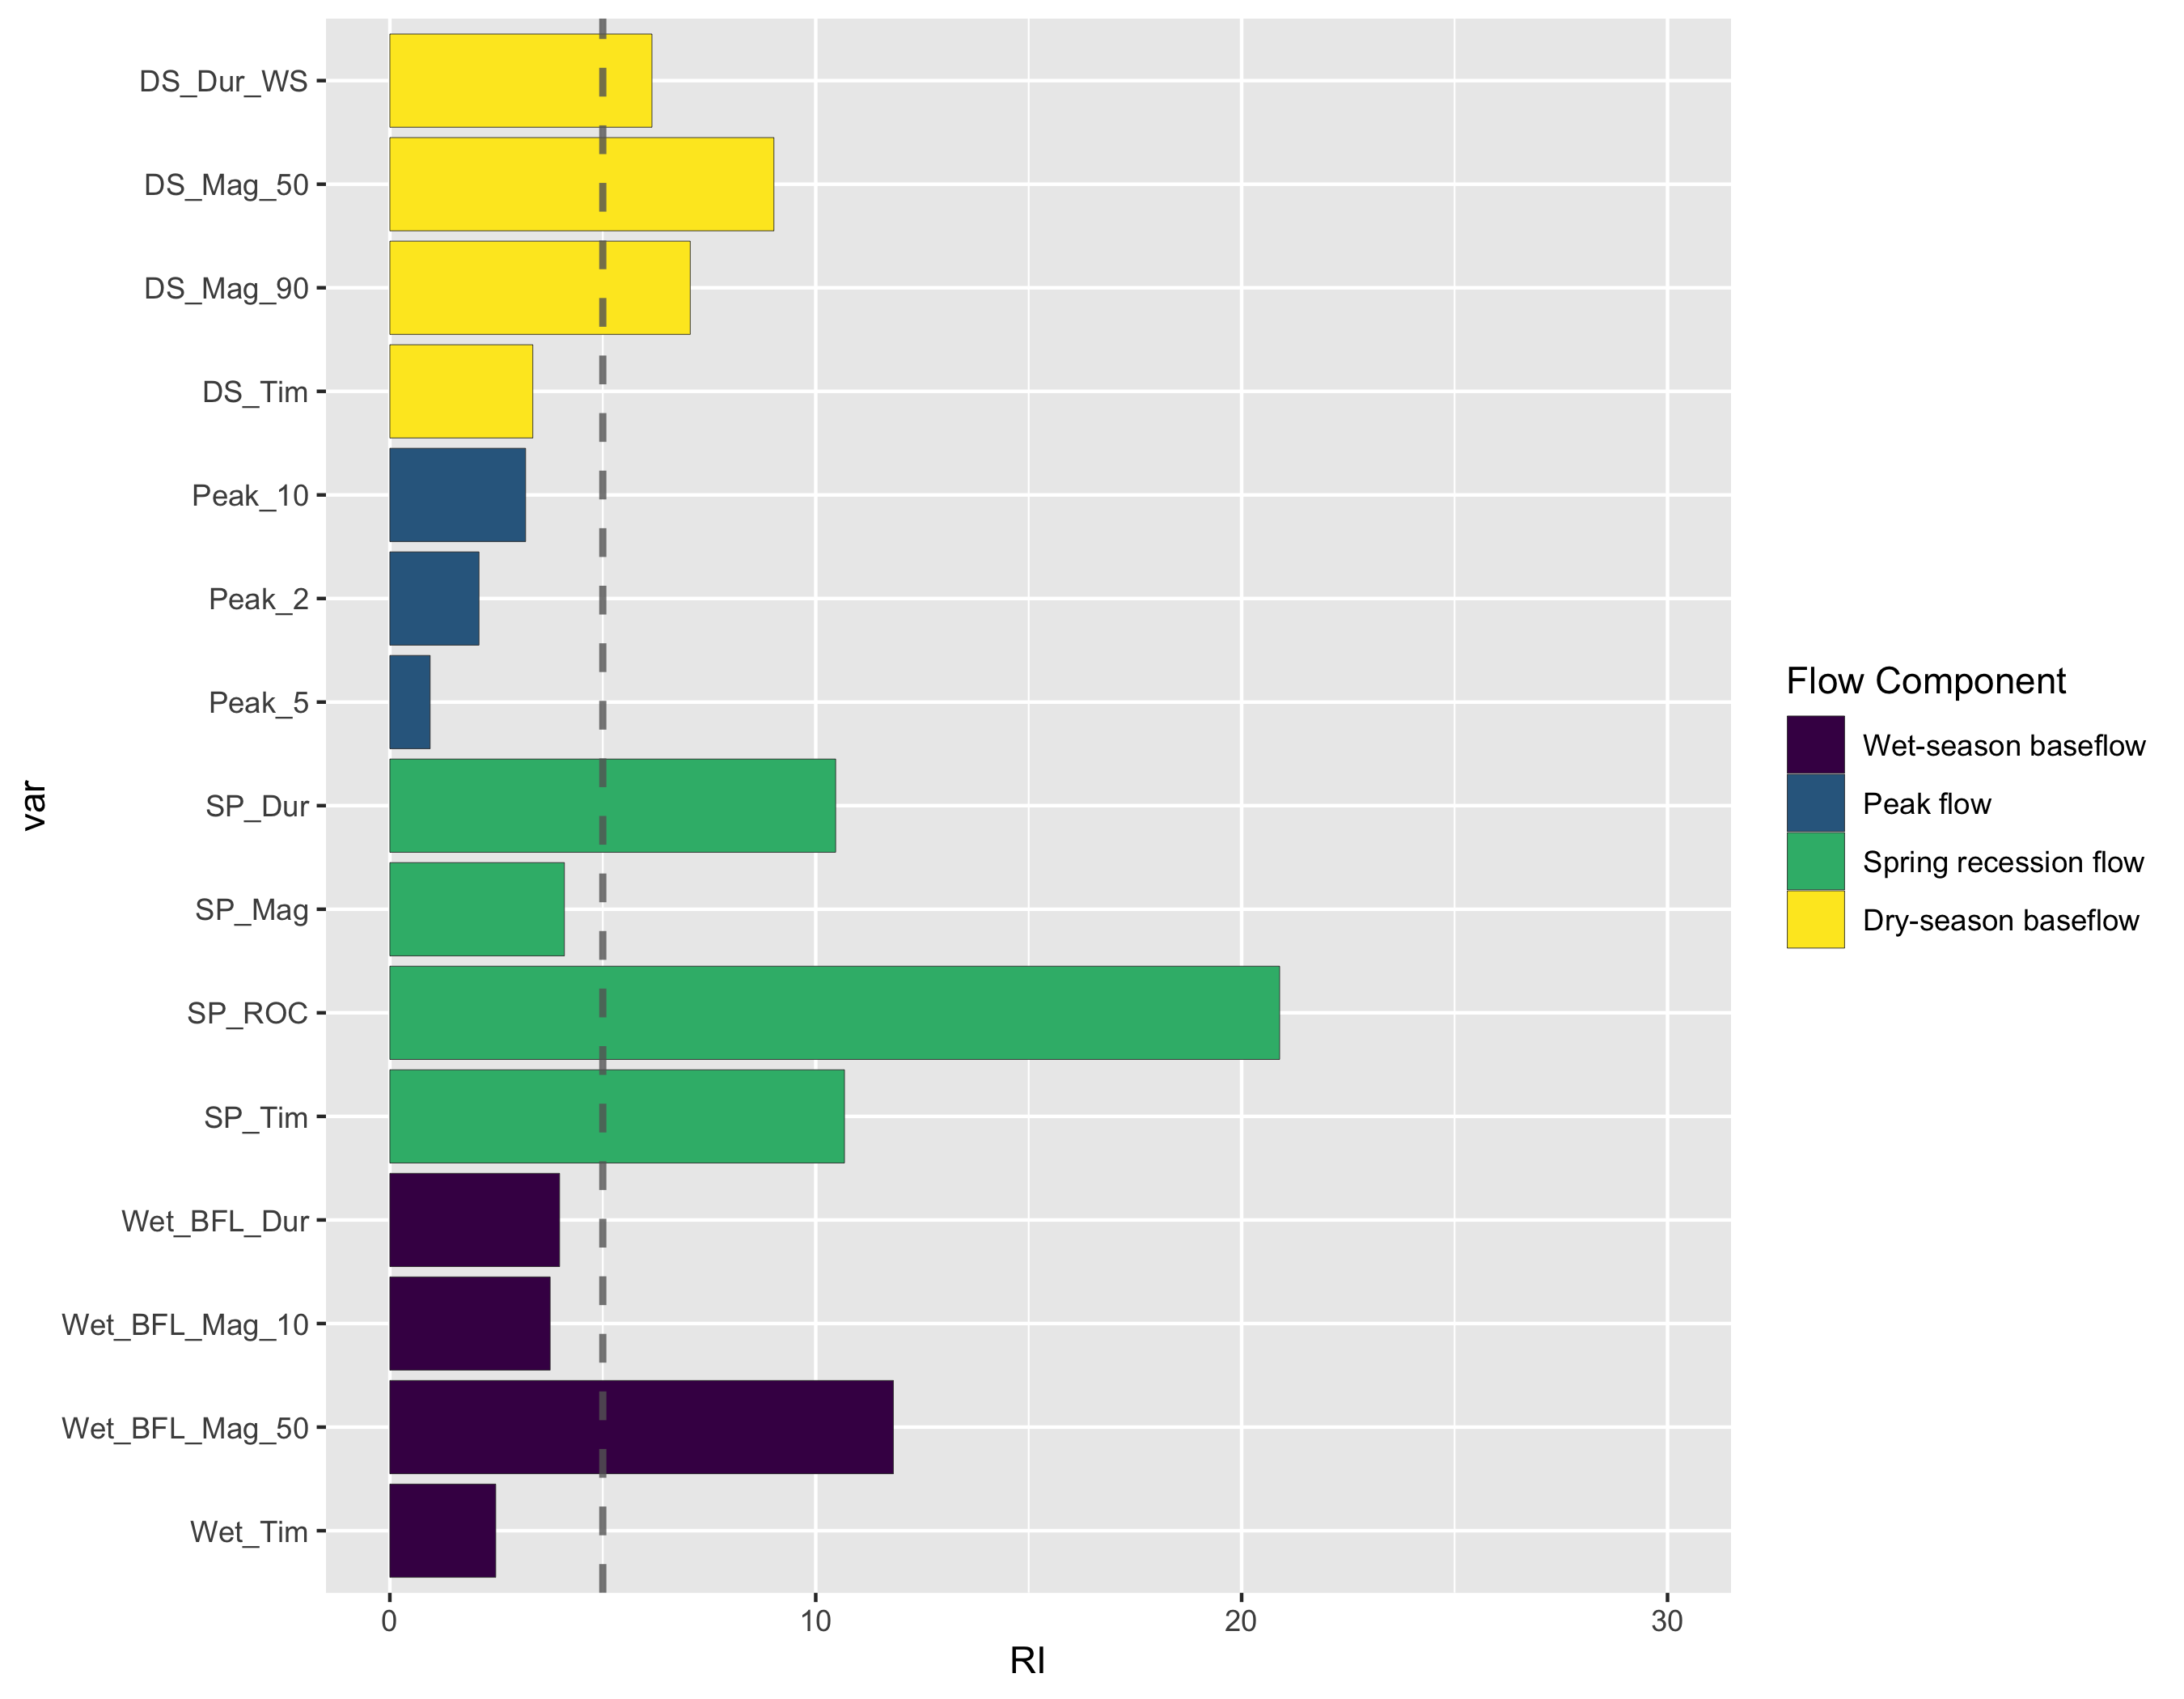 DS_Dur_WS
DS_Mag_50
DS_Mag_90
DS_Tim
Peak_10
Peak_2
Peak_5
SP_Dur
SP_Mag
SP_ROC
SP_Tim
Wet_BFL_Dur
Wet_BFL_Mag_10
Wet_BFL_Mag_50
Wet_Tim
var
0 10 20 30
RI
Flow Component
Wet-season baseflow
Peak flow
Spring recession flow
Dry-season baseflow